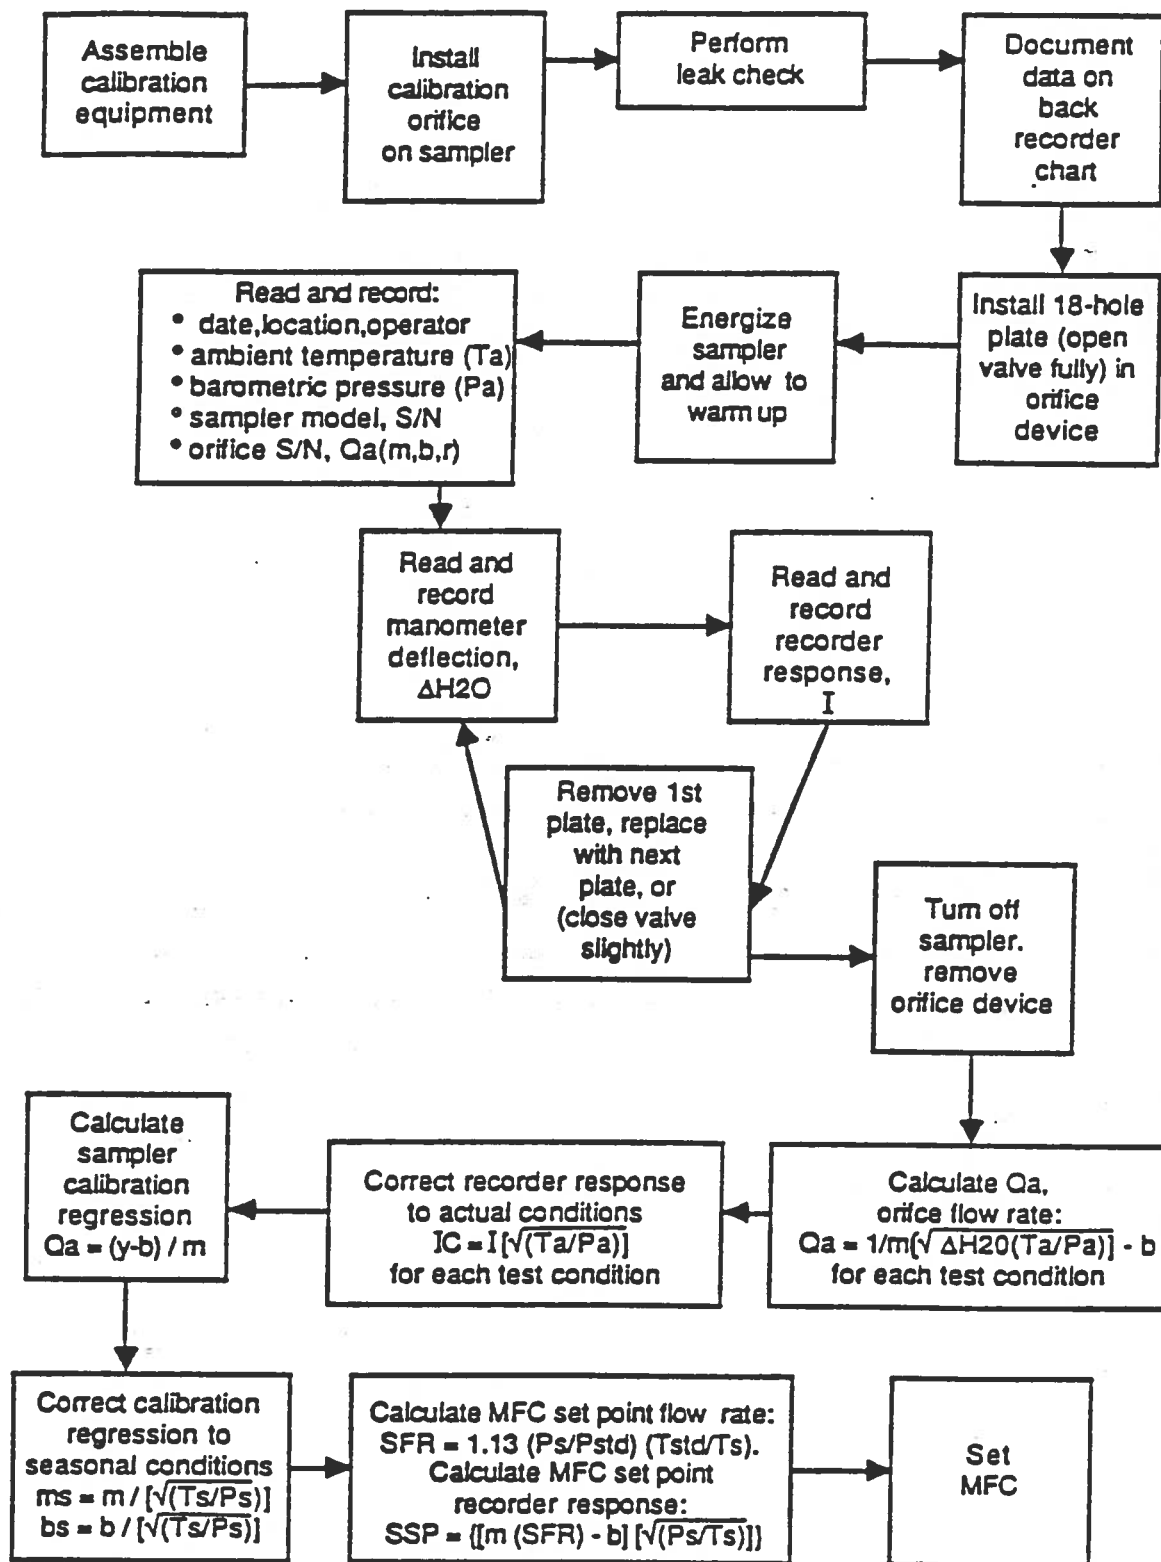 Assemble
calibration
equipment
Install
calibration
orifice
on sampler
Perform
leak check
Document
data on
back
recorder
chart
Install 18-hole
plate (open
valve fully) in
orifice
device
Energize
sampler
and allow to
warm up
Read and record:
• date,location,operator
• ambient temperature (Ta)
• barometric pressure (Pa)
• sampler model, S/N
• orifice S/N, Qa(m,b,r)
Read and
record
manometer
deflection,
ΔH2O
Read and
record
recorder
response,
I
Remove 1st
plate, replace
with next
plate, or
(close valve
slightly)
Turn off
sampler.
remove
orifice device
Calculate Qa,
orifce flow rate:
Qa = 1/m[√ΔH20(Ta/Pa)] - b
for each test condition
Correct recorder response
to actual conditions
IC = I [√(Ta/Pa)]
for each test condition
Calculate
sampler
calibration
regression
Qa = (y-b) / m
Correct calibration
regression to
seasonal conditions
ms = m / [√(Ts/Ps)]
bs = b / [√(Ts/Ps)]
Calculate MFC set point flow rate:
SFR = 1.13 (Ps/Pstd) (Tstd/Ts).
Calculate MFC set point
recorder response:
SSP = {[m (SFR) - b] [√(Ps/Ts)]}
Set
MFC